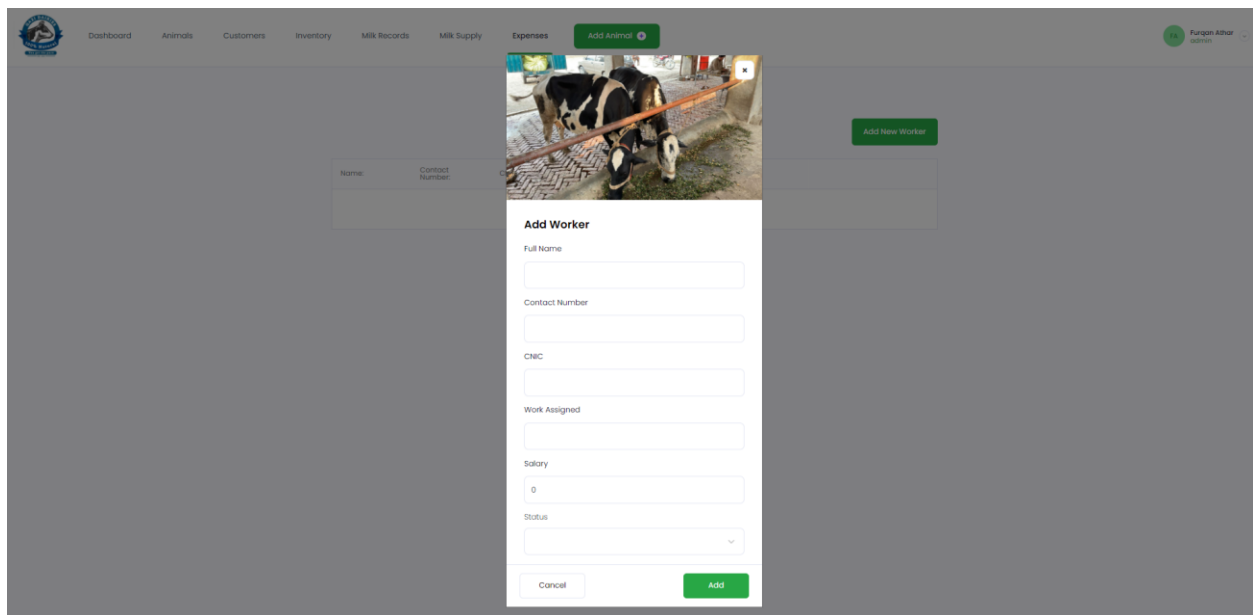 Dashboard Animals Customers Inventory Milk Records Milk Supply Expenses Add Animal FA Furqan Athar
admin
Add New Worker
Name: Contact Number:
Add Worker
Full Name
Contact Number
CNIC
Work Assigned
Salary
0
Status
Cancel Add